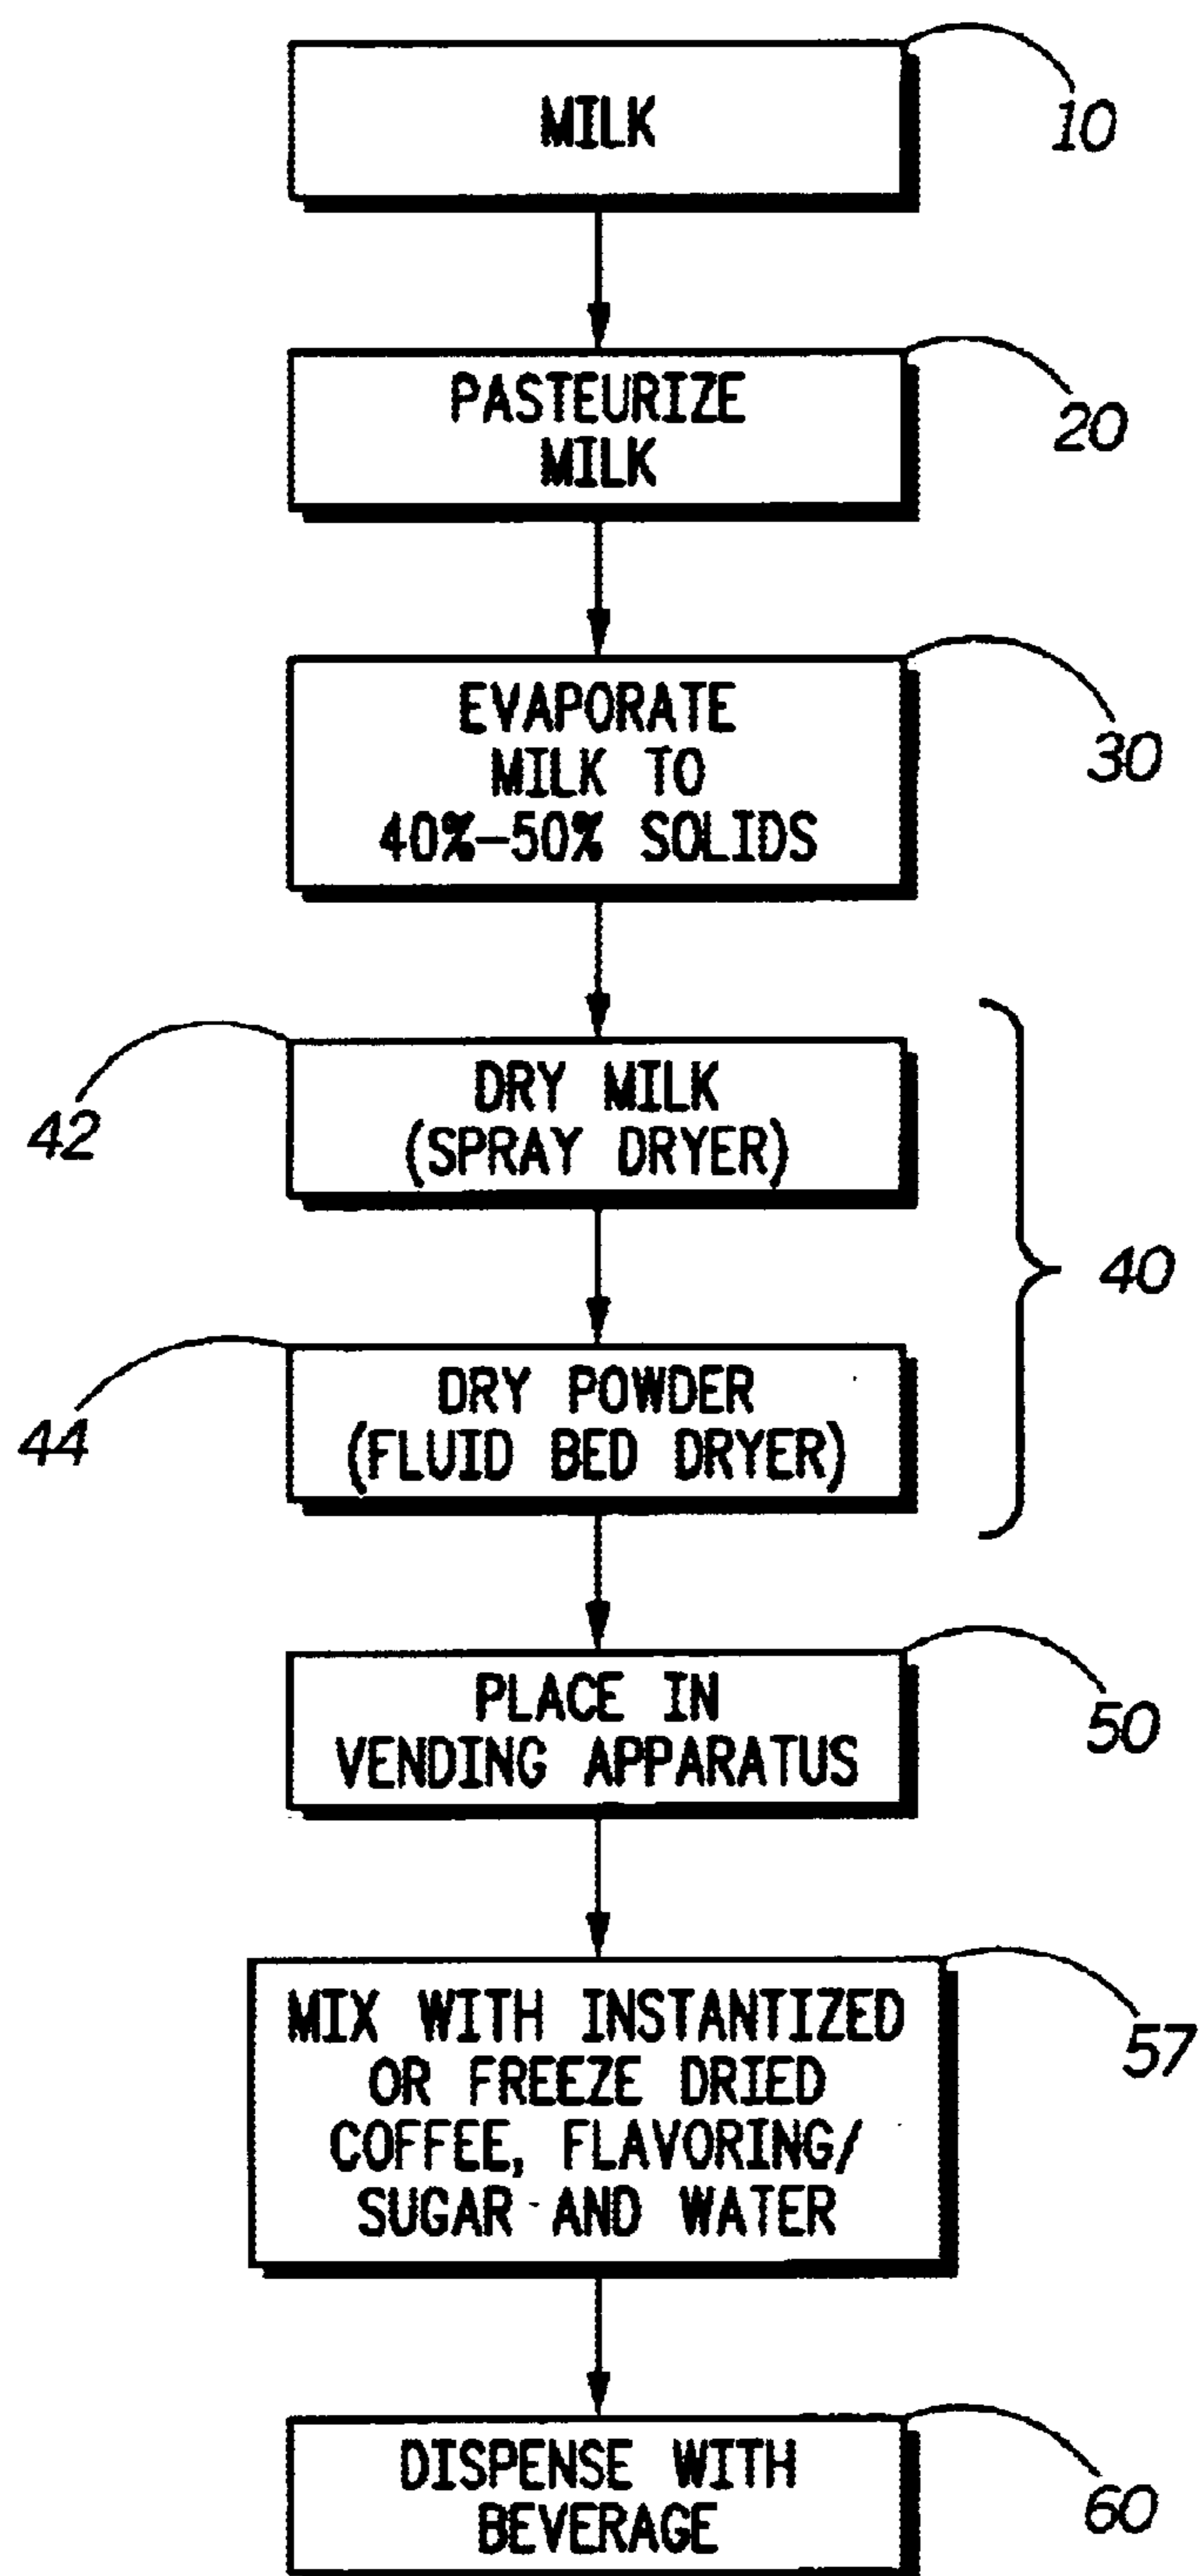 MILK
10
PASTEURIZE
MILK
20
EVAPORATE
MILK TO
40%-50% SOLIDS
30
42
DRY MILK
(SPRAY DRYER)
40
44
DRY POWDER
(FLUID BED DRYER)
PLACE IN
VENDING APPARATUS
50
MIX WITH INSTANTIZED
OR FREEZE DRIED
COFFEE, FLAVORING/
SUGAR AND WATER
57
DISPENSE WITH
BEVERAGE
60